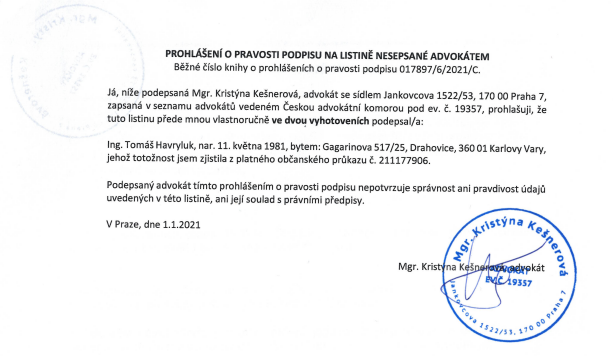 PROHLÁŠENÍ O PRAVOSTI PODPISU NA LISTINĚ NESEPSANÉ ADVOKÁTEM
Běžné číslo knihy o prohlášeních o pravosti podpisu 017897/6/2021/C.
Já, níže podepsaná Mgr. Kristýna Kešnerová, advokát se sídlem Jankovcova 1522/53, 170 00 Praha 7,
zapsaná v seznamu advokátů vedeném Českou advokátní komorou pod ev. č. 19357, prohlašuji, že
tuto listinu přede mnou vlastnoručně ve dvou vyhotoveních podepsal/a:
Ing. Tomáš Havryluk, nar. 11. května 1981, bytem: Gagarinova 517/25, Drahovice, 360 01 Karlovy Vary,
jehož totožnost jsem zjistila z platného občanského průkazu č. 211177906.
Podepsaný advokát tímto prohlášením o pravosti podpisu nepotvrzuje správnost ani pravdivost údajů
uvedených v této listině, ani její soulad s právními předpisy.
V Praze, dne 1.1.2021
Mgr. Kristýna Kešnerová, advokát
Mgr. Kristýna Kešnerová
ADVOKÁT
EV.Č 19357
Jankovcova 1522/53, 170 00 Praha 7